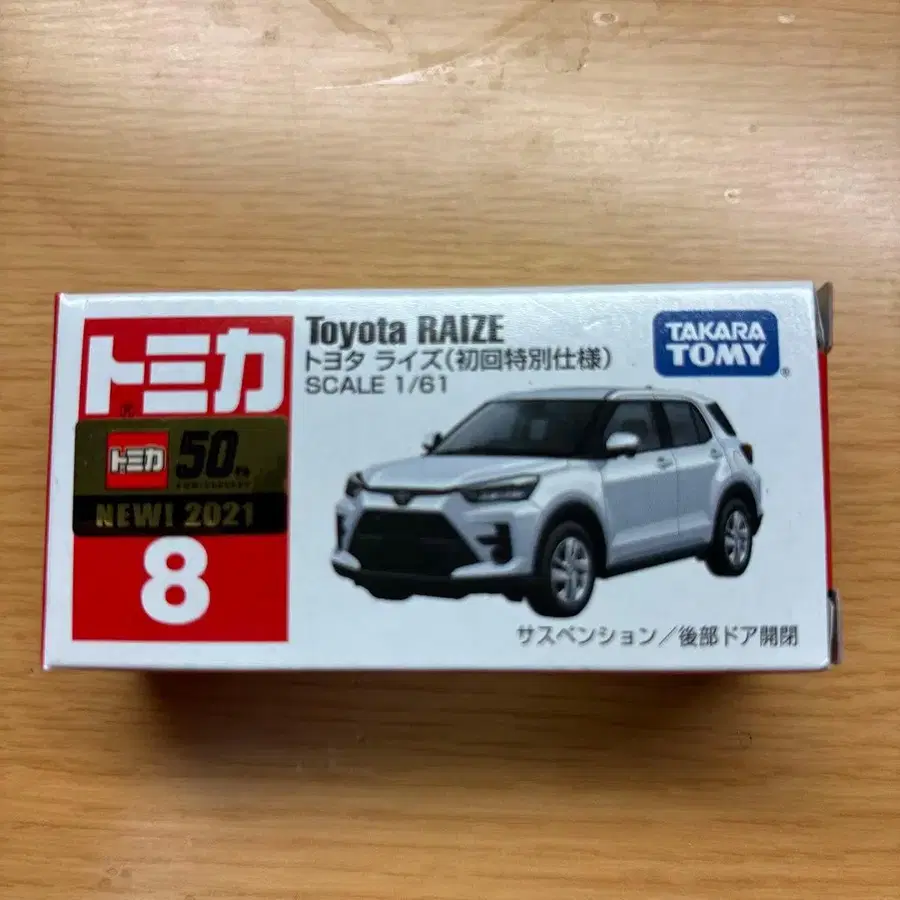 トミカ
®
トミカ 50th
ANNIVERSARY
NEW! 2021
8
Toyota RAIZE
トヨタ ライズ(初回特別仕様)
SCALE 1/61
TAKARA
TOMY
®
サスペンション/後部ドア開閉